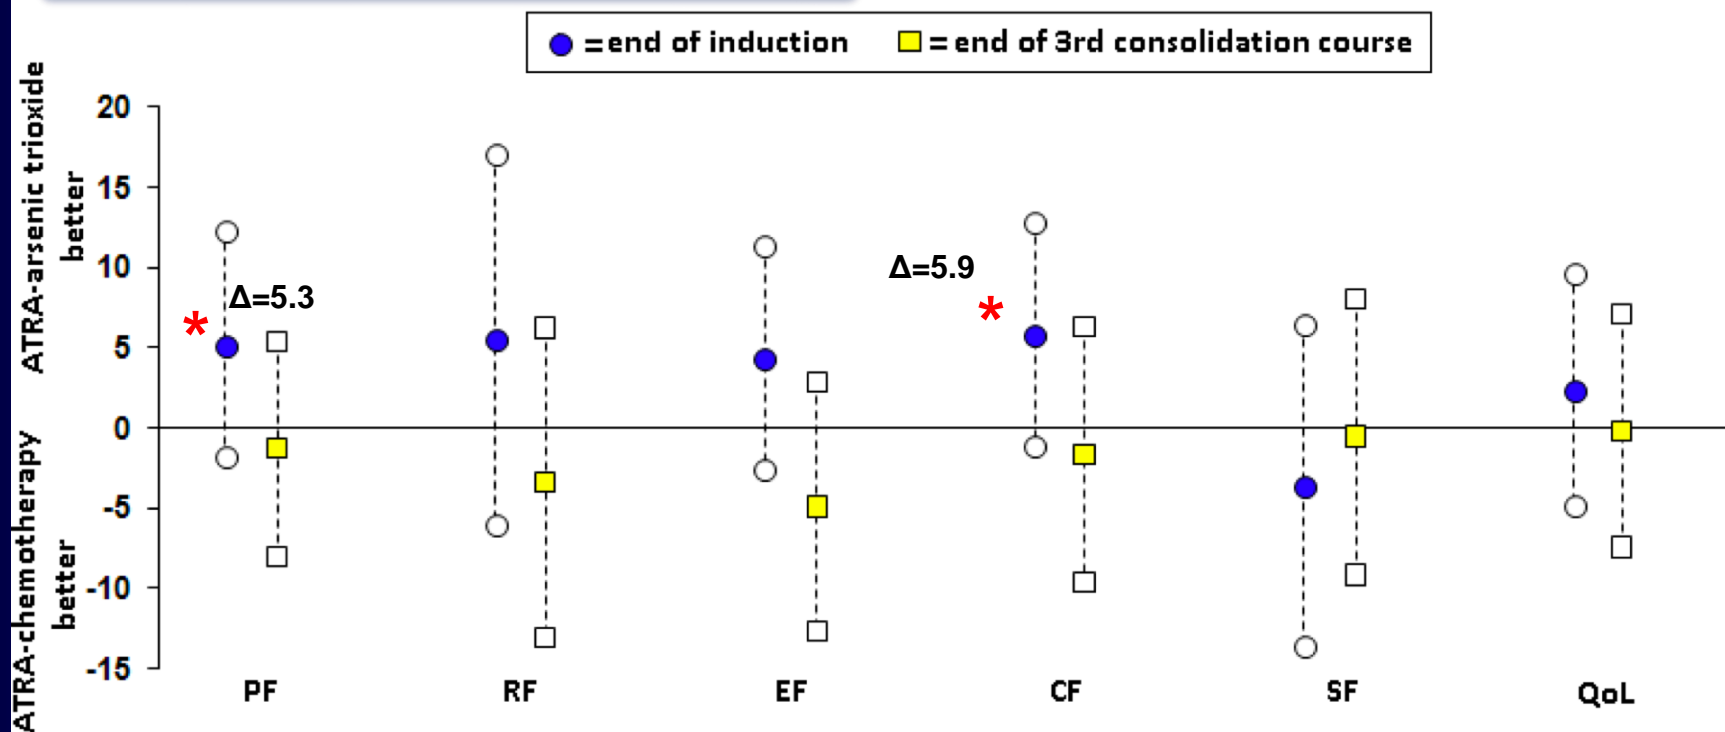 =end of induction
= end of 3rd consolidation course
ATRA-arsenic trioxide
better
ATRA-chemotherapy
better
20
15
10
5
0
-5
-10
-15
* Δ=5.3
Δ=5.9
*
PF RF EF CF SF QoL